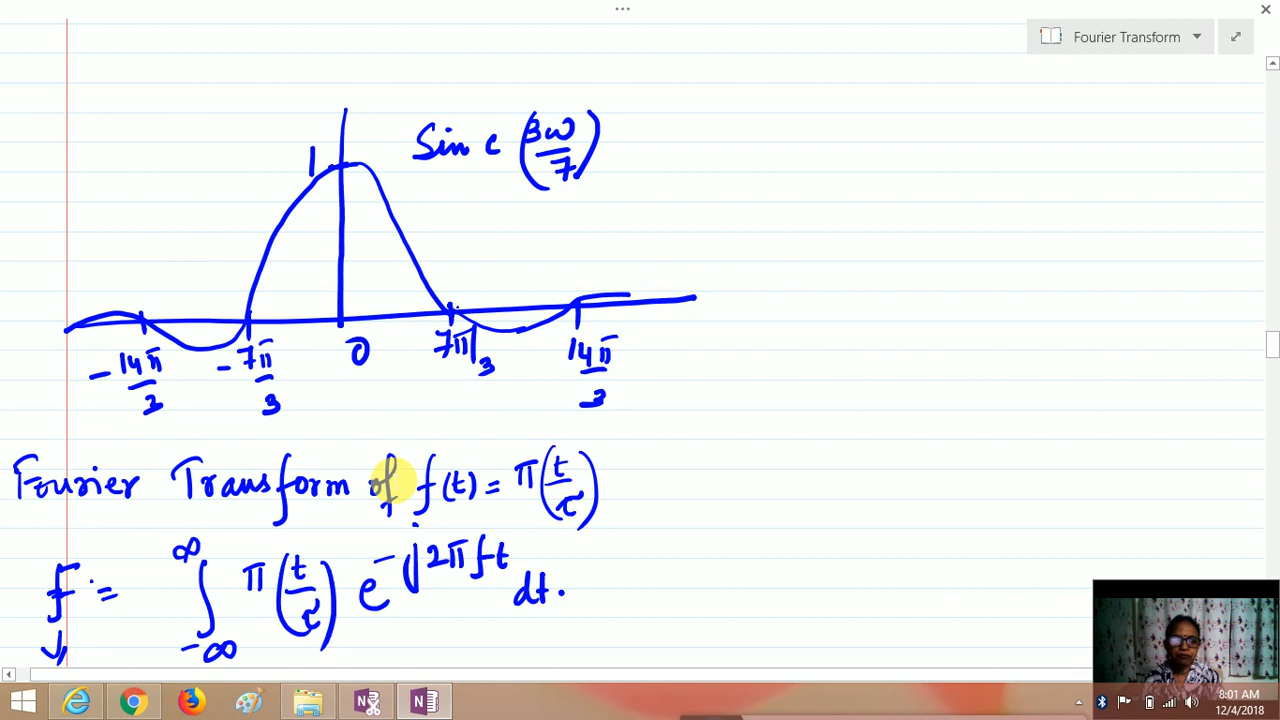 Fourier Transform
Sin c (3ω/7)
1
-14π/3 -7π/3 0 7π/3 14π/3
Fourier Transform of f(t) = π(t/τ)
F = ∫ ∞ -∞ π(t/τ) e^-j2πft dt.
8:01 AM
12/4/2018